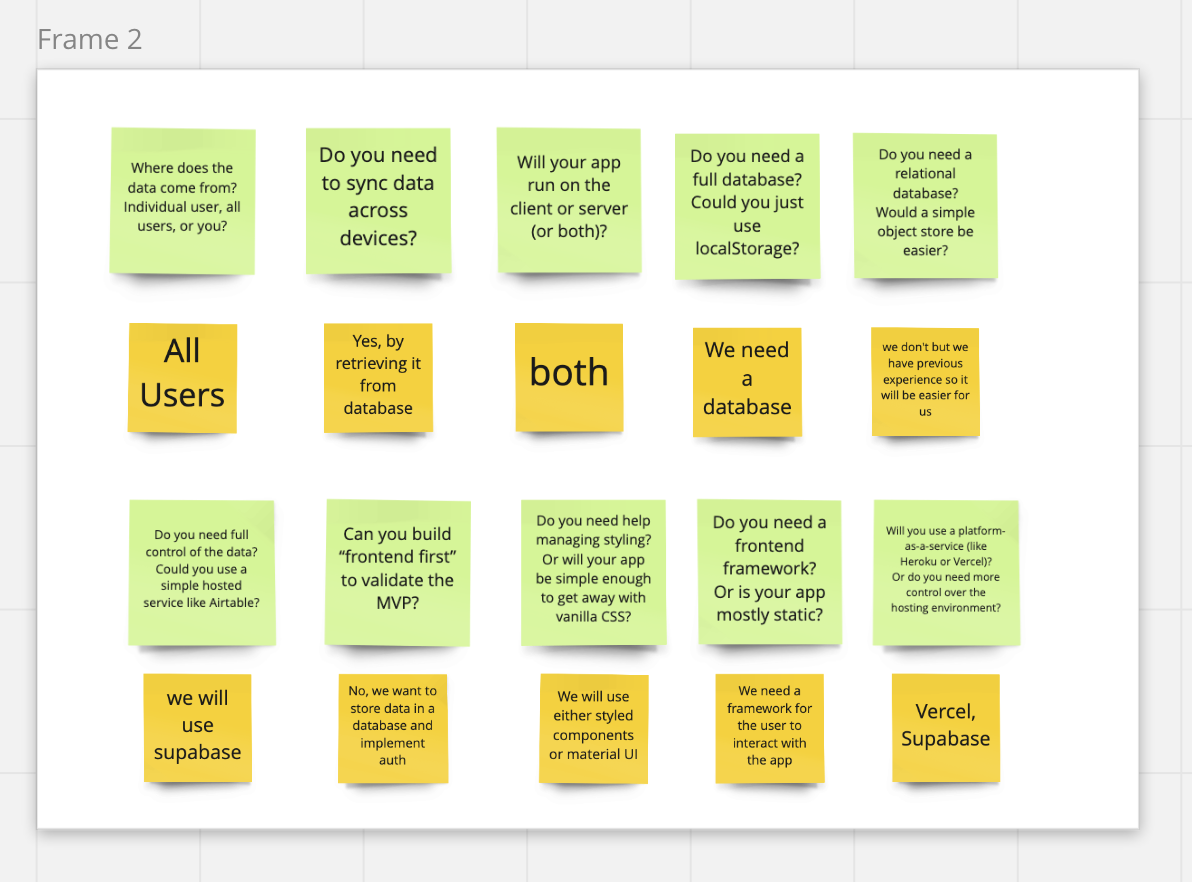 Frame 2
Where does the
data come from?
Individual user, all
users, or you?
Do you need
to sync data
across
devices?
Will your app
run on the
client or server
(or both)?
Do you need a
full database?
Could you just
use
localStorage?
Do you need a
relational
database?
Would a simple
object store be
easier?
All
Users
Yes, by
retrieving it
from
database
both
We need
a
database
we don't but we
have previous
experience so it
will be easier for
us
Do you need full
control of the data?
Could you use a
simple hosted
service like Airtable?
Can you build
“frontend first”
to validate the
MVP?
Do you need help
managing styling?
Or will your app
be simple enough
to get away with
vanilla CSS?
Do you need a
frontend
framework?
Or is your app
mostly static?
Will you use a platform-
as-a-service (like
Heroku or Vercel)?
Or do you need more
control over the
hosting environment?
we will
use
supabase
No, we want to
store data in a
database and
implement
auth
We will use
either styled
components
or material UI
We need a
framework for
the user to
interact with
the app
Vercel,
Supabase